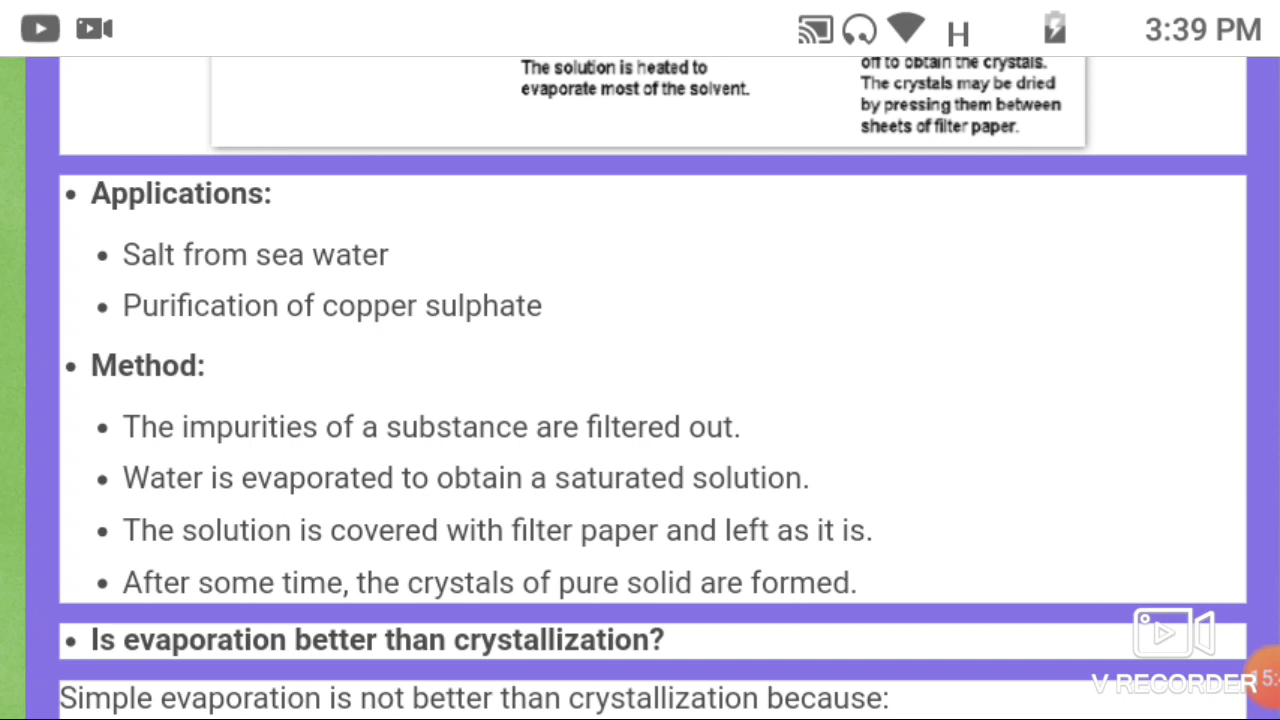 3:39 PM
H
The solution is heated to
evaporate most of the solvent.
off to obtain the crystals.
The crystals may be dried
by pressing them between
sheets of filter paper.
• Applications:
• Salt from sea water
• Purification of copper sulphate
• Method:
• The impurities of a substance are filtered out.
• Water is evaporated to obtain a saturated solution.
• The solution is covered with filter paper and left as it is.
• After some time, the crystals of pure solid are formed.
• Is evaporation better than crystallization?
V RECORDER
Simple evaporation is not better than crystallization because: